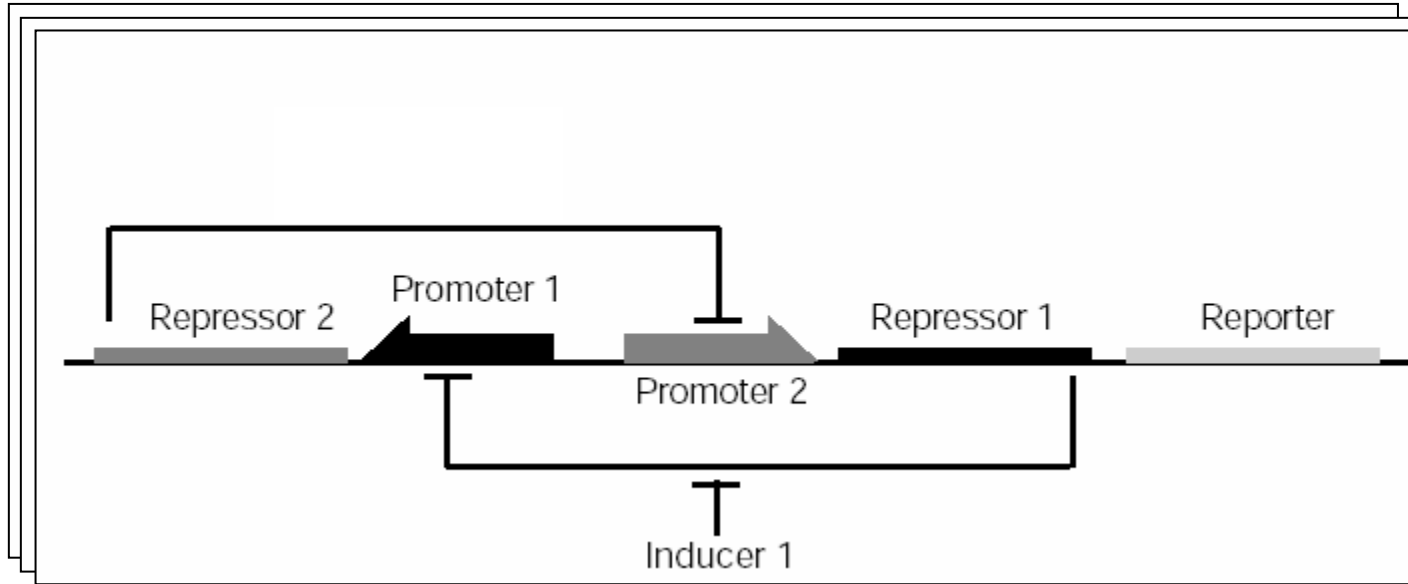 Promoter 1
Repressor 2
Repressor 1
Reporter
Promoter 2
Inducer 1